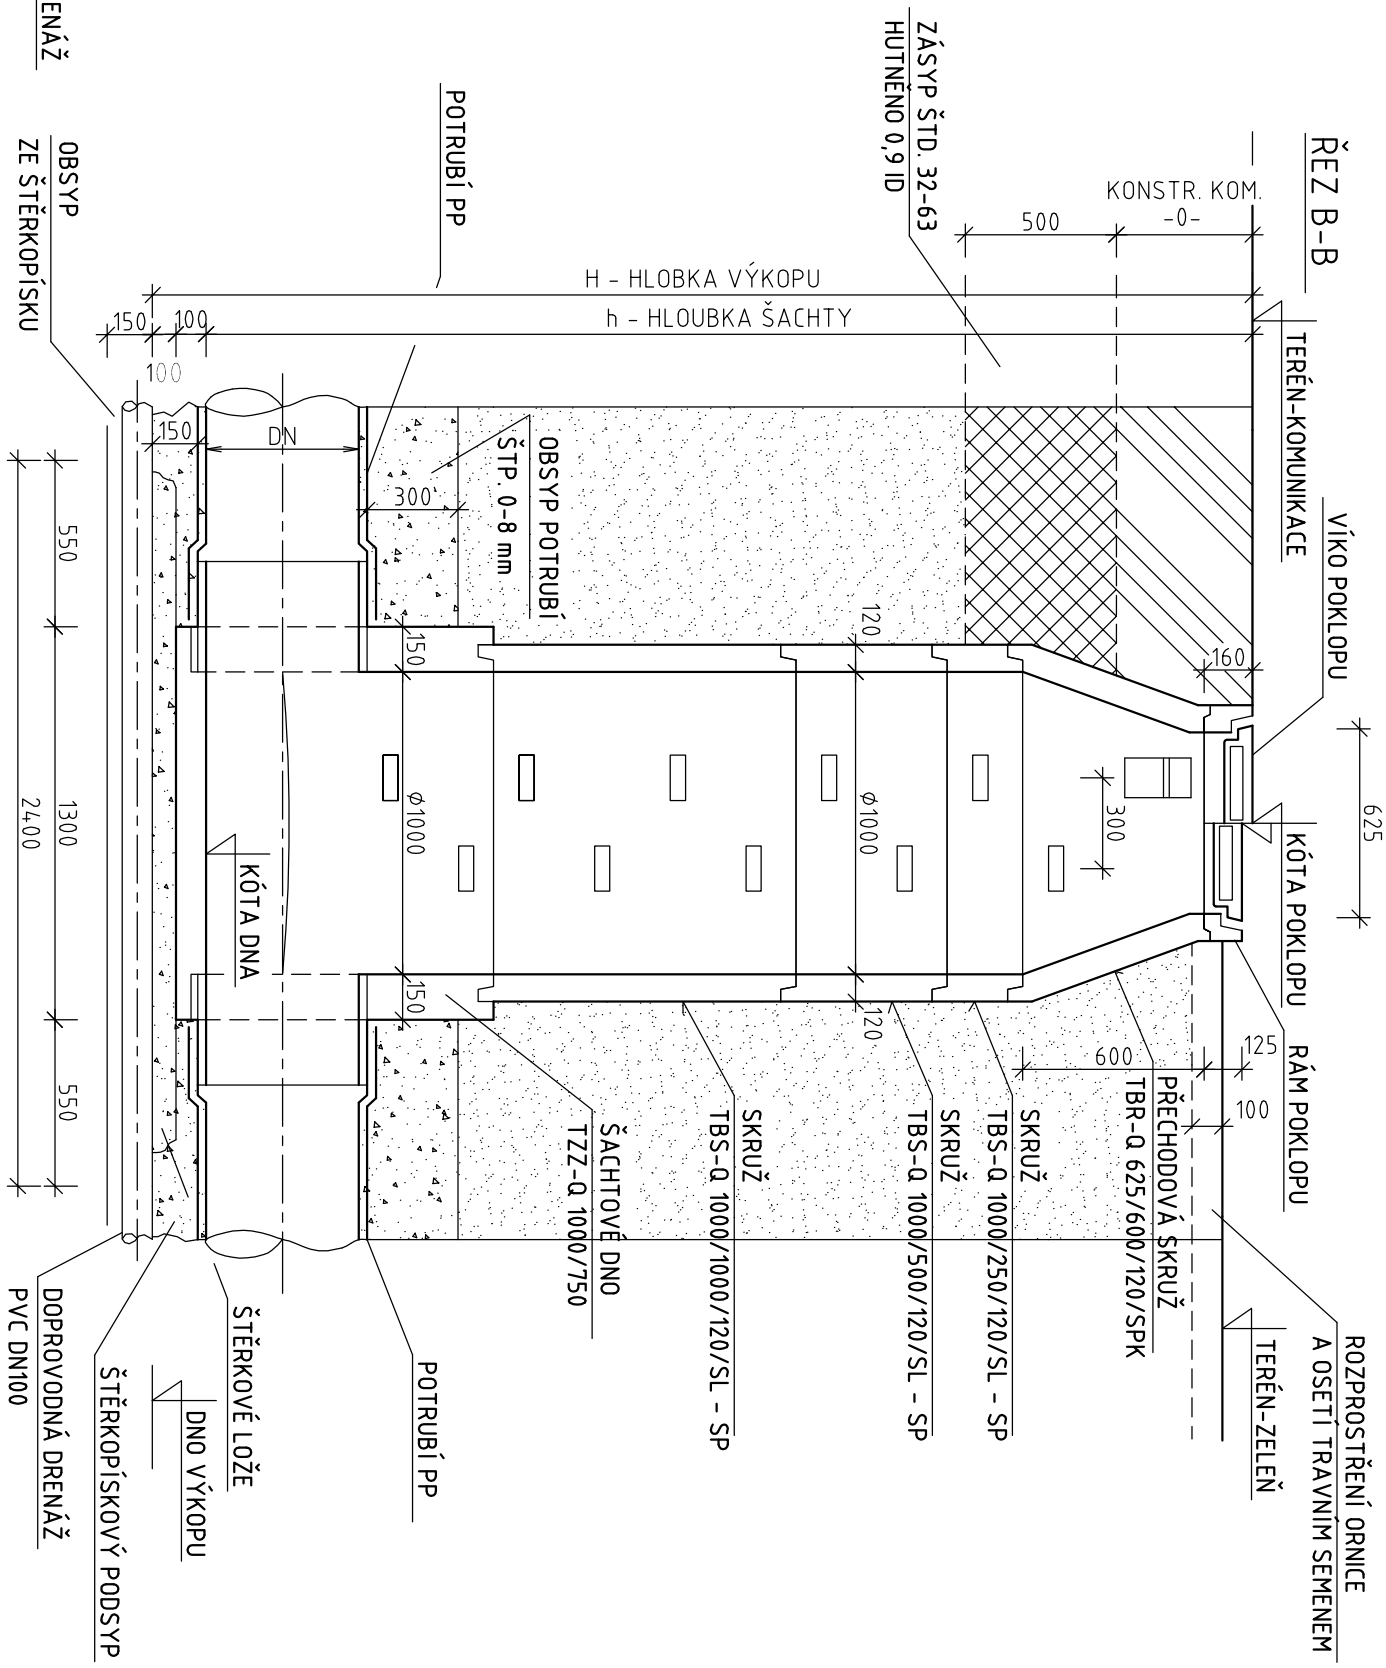 ŘEZ B-B
ZÁSYP ŠTD. 32-63
HUTNĚNO 0,9 ID
KONSTR. KOM.
-0-
500
H - HLOBKA VÝKOPU
h - HLOUBKA ŠACHTY
150
100
100
TERÉN-KOMUNIKACE
VÍKO POKLOPU
625
KÓTA POKLOPU
RÁM POKLOPU
160
300
125
600
100
PŘECHODOVÁ SKRUŽ
TBR-Q 625/600/120/SPK
SKRUŽ
TBS-Q 1000/250/120/SL - SP
SKRUŽ
TBS-Q 1000/500/120/SL - SP
SKRUŽ
TBS-Q 1000/1000/120/SL - SP
ŠACHTOVÉ DNO
TZZ-Q 1000/750
ROZPROSTŘENÍ ORNICE
A OSETÍ TRAVNÍM SEMENEM
TERÉN-ZELEŇ
120
Ø1000
120
OBSYP POTRUBÍ
ŠTP. 0-8 mm
300
150
Ø1000
150
POTRUBÍ PP
POTRUBÍ PP
DN
150
KÓTA DNA
ŠTĚRKOVÉ LOŽE
DNO VÝKOPU
ŠTĚRKOPÍSKOVÝ PODSYP
DOPROVODNÁ DRENÁŽ
PVC DN100
OBSYP
ZE ŠTĚRKOPÍSKU
ENÁŽ
550
1300
550
2400